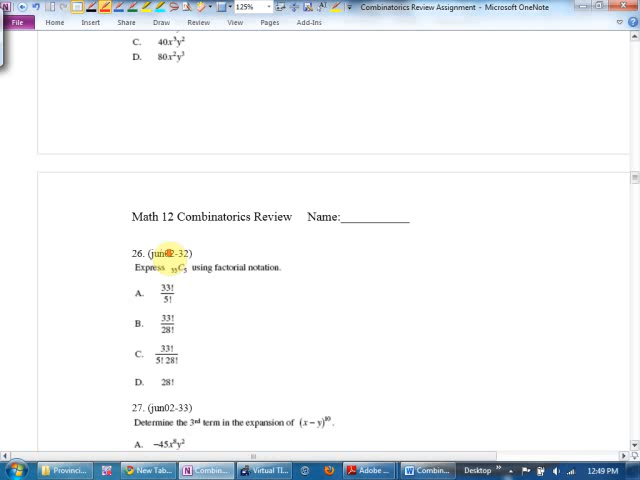 125%
Combinatorics Review Assignment - Microsoft OneNote
File Home Insert Share Draw Review View Add-Ins
C. 40x³y²
D. 80x²y³
Math 12 Combinatorics Review Name:___________
26. (jun02-32)
Express ₃₃C₅ using factorial notation.
A. 33!/5!
B. 33!/28!
C. 33!/5! 28!
D. 28!
27. (jun02-33)
Determine the 3rd term in the expansion of (x − y)¹⁰.
A. −45x⁸y²
Provinci... New Tab... Combin... Virtual TI... Combin... Desktop 12:49 PM